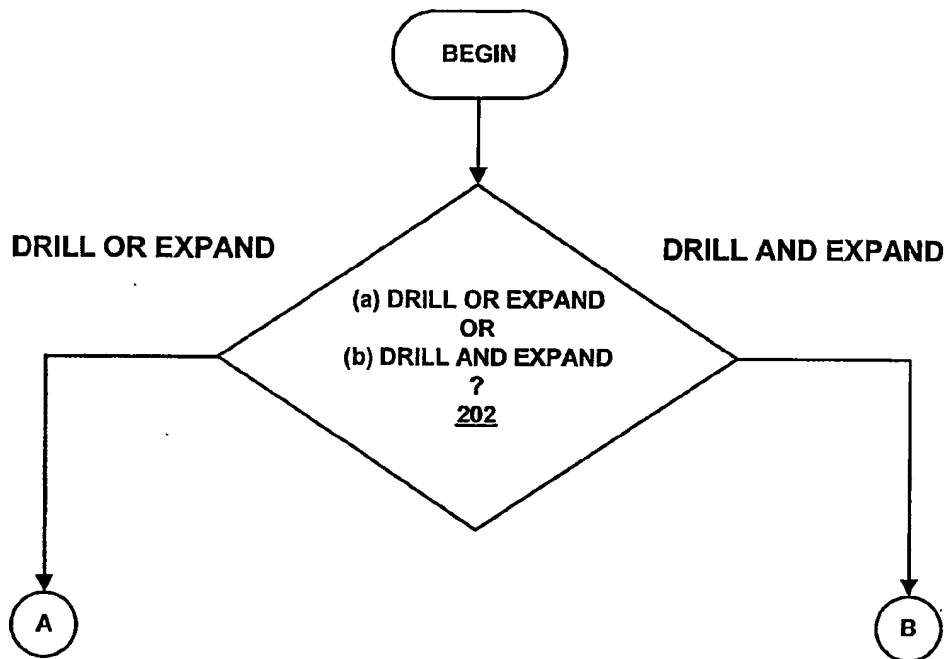 BEGIN
DRILL OR EXPAND
DRILL AND EXPAND
(a) DRILL OR EXPAND
OR
(b) DRILL AND EXPAND
?
202
A
B